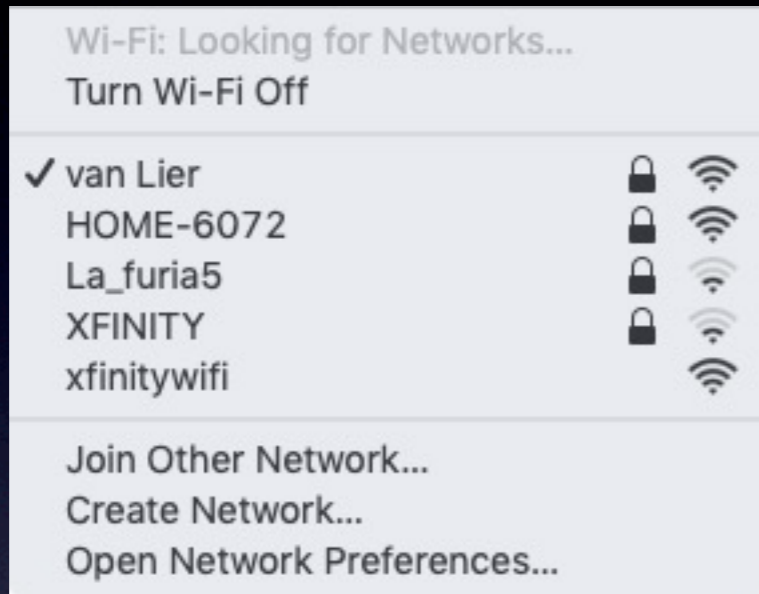 Wi-Fi: Looking for Networks...
Turn Wi-Fi Off
van Lier
HOME-6072
La_furia5
XFINITY
xfinitywifi
Join Other Network...
Create Network...
Open Network Preferences...